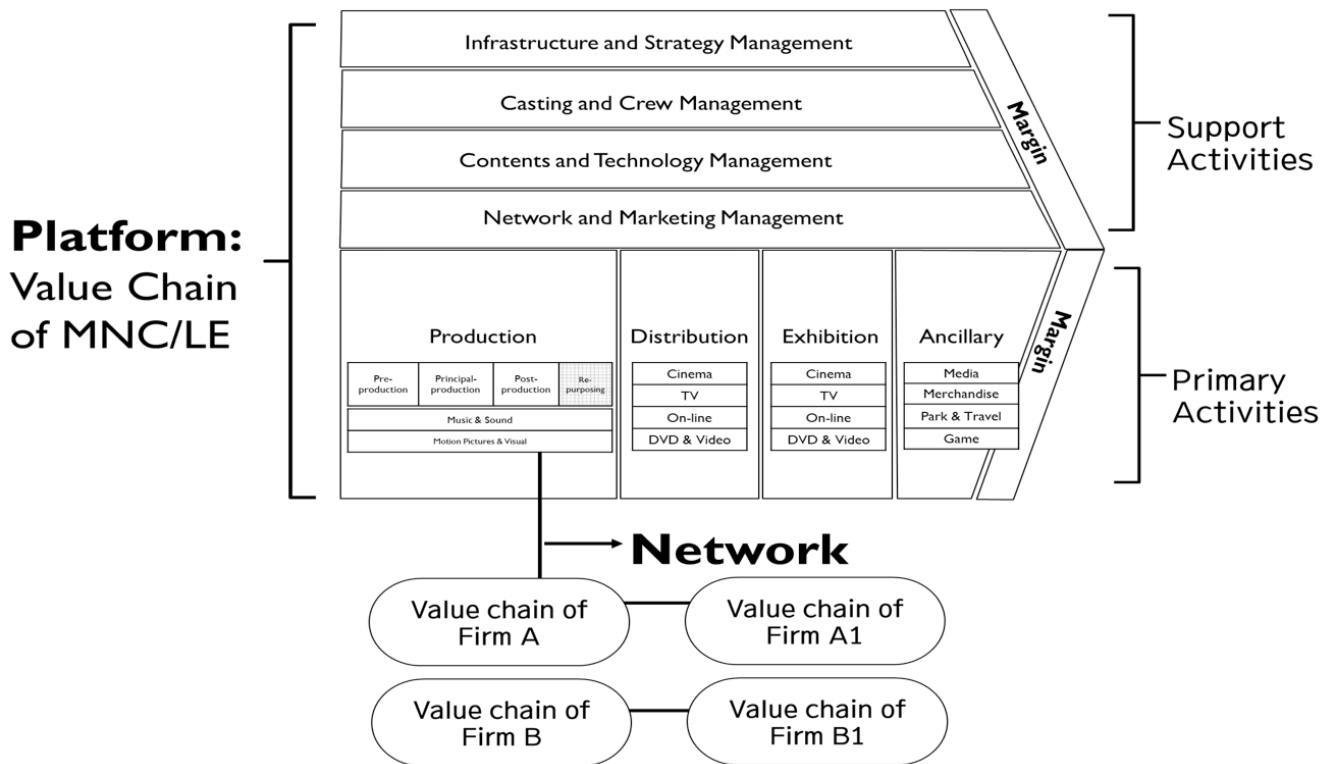 Infrastructure and Strategy Management
Casting and Crew Management
Contents and Technology Management
Network and Marketing Management
Margin
Support
Activities
Platform:
Value Chain
of MNC/LE
Production
Pre-
production
Principal-
production
Post-
production
Re-
purposing
Music & Sound
Motion Pictures & Visual
Distribution
Cinema
TV
On-line
DVD & Video
Exhibition
Cinema
TV
On-line
DVD & Video
Ancillary
Media
Merchandise
Park & Travel
Game
Margin
Primary
Activities
Network
Value chain of
Firm A
Value chain of
Firm A1
Value chain of
Firm B
Value chain of
Firm B1